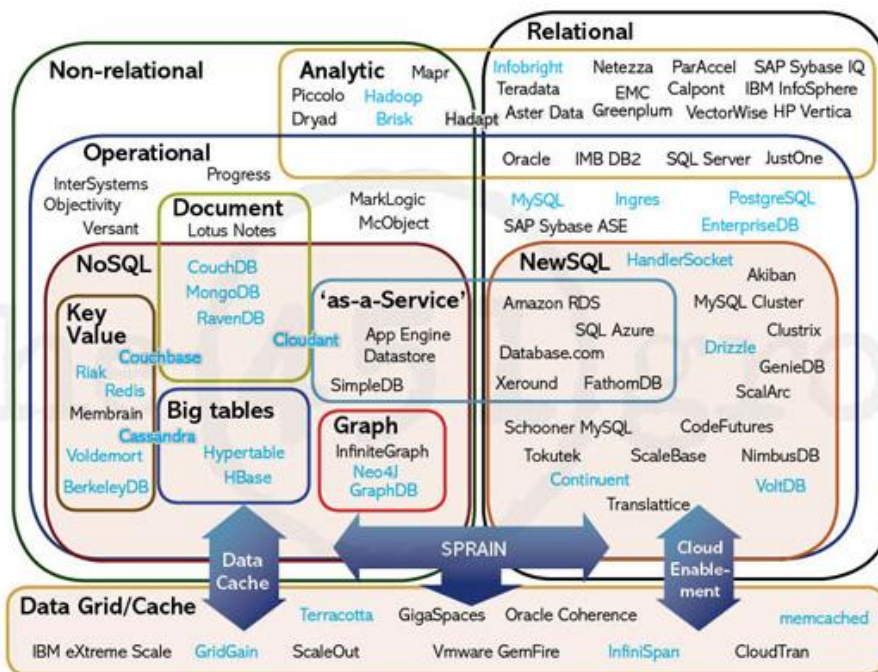 Relational
Non-relational
Analytic
Mapr
Piccolo
Hadoop
Dryad
Brisk
Hadapt
Infobright
Netezza
ParAccel
SAP Sybase IQ
Teradata
EMC
Calpont
IBM InfoSphere
Aster Data
Greenplum
VectorWise
HP Vertica
Operational
Oracle
IMB DB2
SQL Server
JustOne
InterSystems
Progress
Objectivity
Versant
Document
Lotus Notes
MarkLogic
McObject
MySQL
Ingres
PostgreSQL
SAP Sybase ASE
EnterpriseDB
NoSQL
CouchDB
MongoDB
RavenDB
Key
Value
Couchbase
Riak
Redis
Membrain
Cassandra
Voldemort
BerkeleyDB
Big tables
Hypertable
HBase
Cloudant
'as-a-Service'
App Engine
Datastore
SimpleDB
Graph
InfiniteGraph
Neo4J
GraphDB
NewSQL
HandlerSocket
Akiban
Amazon RDS
MySQL Cluster
SQL Azure
Clustrix
Database.com
Drizzle
GenieDB
Xeround
FathomDB
ScalArc
Schooner MySQL
CodeFutures
Tokutek
ScaleBase
NimbusDB
Continuent
VoltDB
Translattice
Data
Cache
SPRAIN
Cloud
Enable-
ment
Data Grid/Cache
Terracotta
GigaSpaces
Oracle Coherence
memcached
IBM eXtreme Scale
GridGain
ScaleOut
Vmware GemFire
InfiniSpan
CloudTran